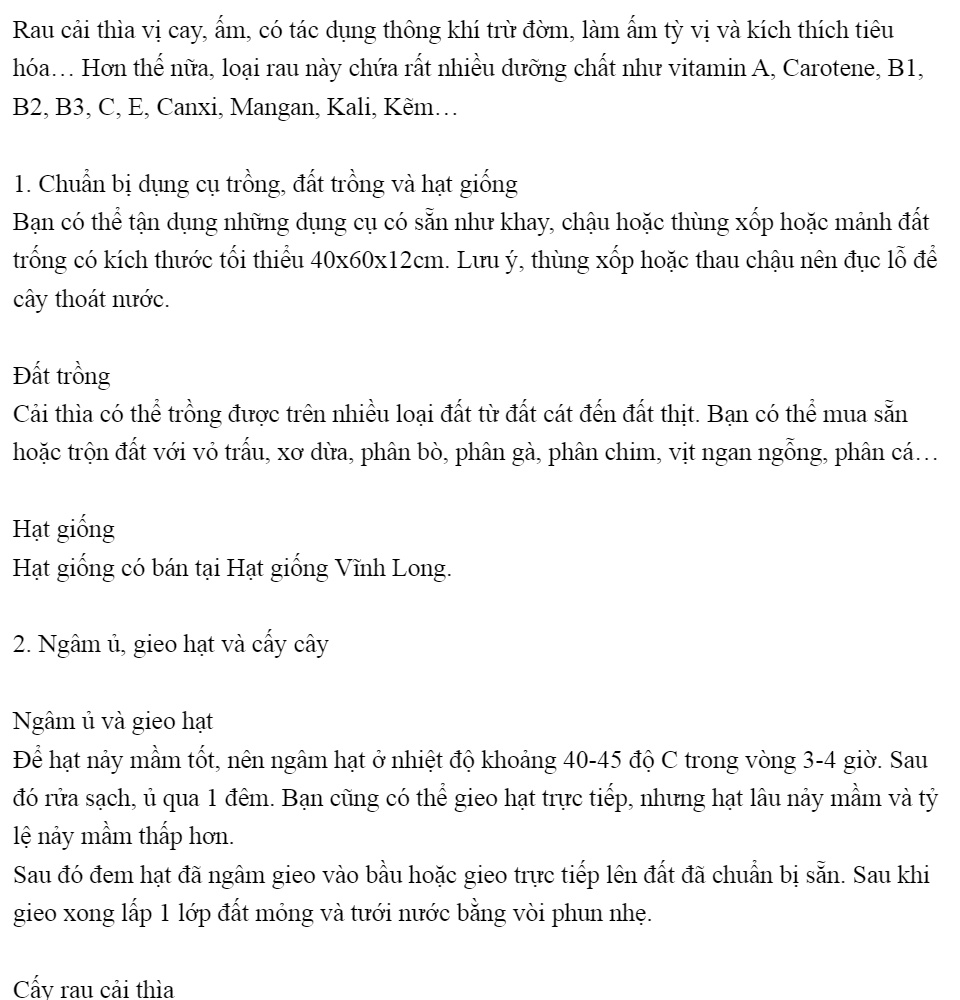 Rau cải thìa vị cay, ấm, có tác dụng thông khí trừ đờm, làm ấm tỳ vị và kích thích tiêu
hóa… Hơn thế nữa, loại rau này chứa rất nhiều dưỡng chất như vitamin A, Carotene, B1,
B2, B3, C, E, Canxi, Mangan, Kali, Kẽm…
1. Chuẩn bị dụng cụ trồng, đất trồng và hạt giống
Bạn có thể tận dụng những dụng cụ có sẵn như khay, chậu hoặc thùng xốp hoặc mảnh đất
trống có kích thước tối thiểu 40x60x12cm. Lưu ý, thùng xốp hoặc thau chậu nên đục lỗ để
cây thoát nước.
Đất trồng
Cải thìa có thể trồng được trên nhiều loại đất từ đất cát đến đất thịt. Bạn có thể mua sẵn
hoặc trộn đất với vỏ trấu, xơ dừa, phân bò, phân gà, phân chim, vịt ngan ngỗng, phân cá…
Hạt giống
Hạt giống có bán tại Hạt giống Vĩnh Long.
2. Ngâm ủ, gieo hạt và cấy cây
Ngâm ủ và gieo hạt
Để hạt nảy mầm tốt, nên ngâm hạt ở nhiệt độ khoảng 40-45 độ C trong vòng 3-4 giờ. Sau
đó rửa sạch, ủ qua 1 đêm. Bạn cũng có thể gieo hạt trực tiếp, nhưng hạt lâu nảy mầm và tỷ
lệ nảy mầm thấp hơn.
Sau đó đem hạt đã ngâm gieo vào bầu hoặc gieo trực tiếp lên đất đã chuẩn bị sẵn. Sau khi
gieo xong lấp 1 lớp đất mỏng và tưới nước bằng vòi phun nhẹ.
Cấy rau cải thìa